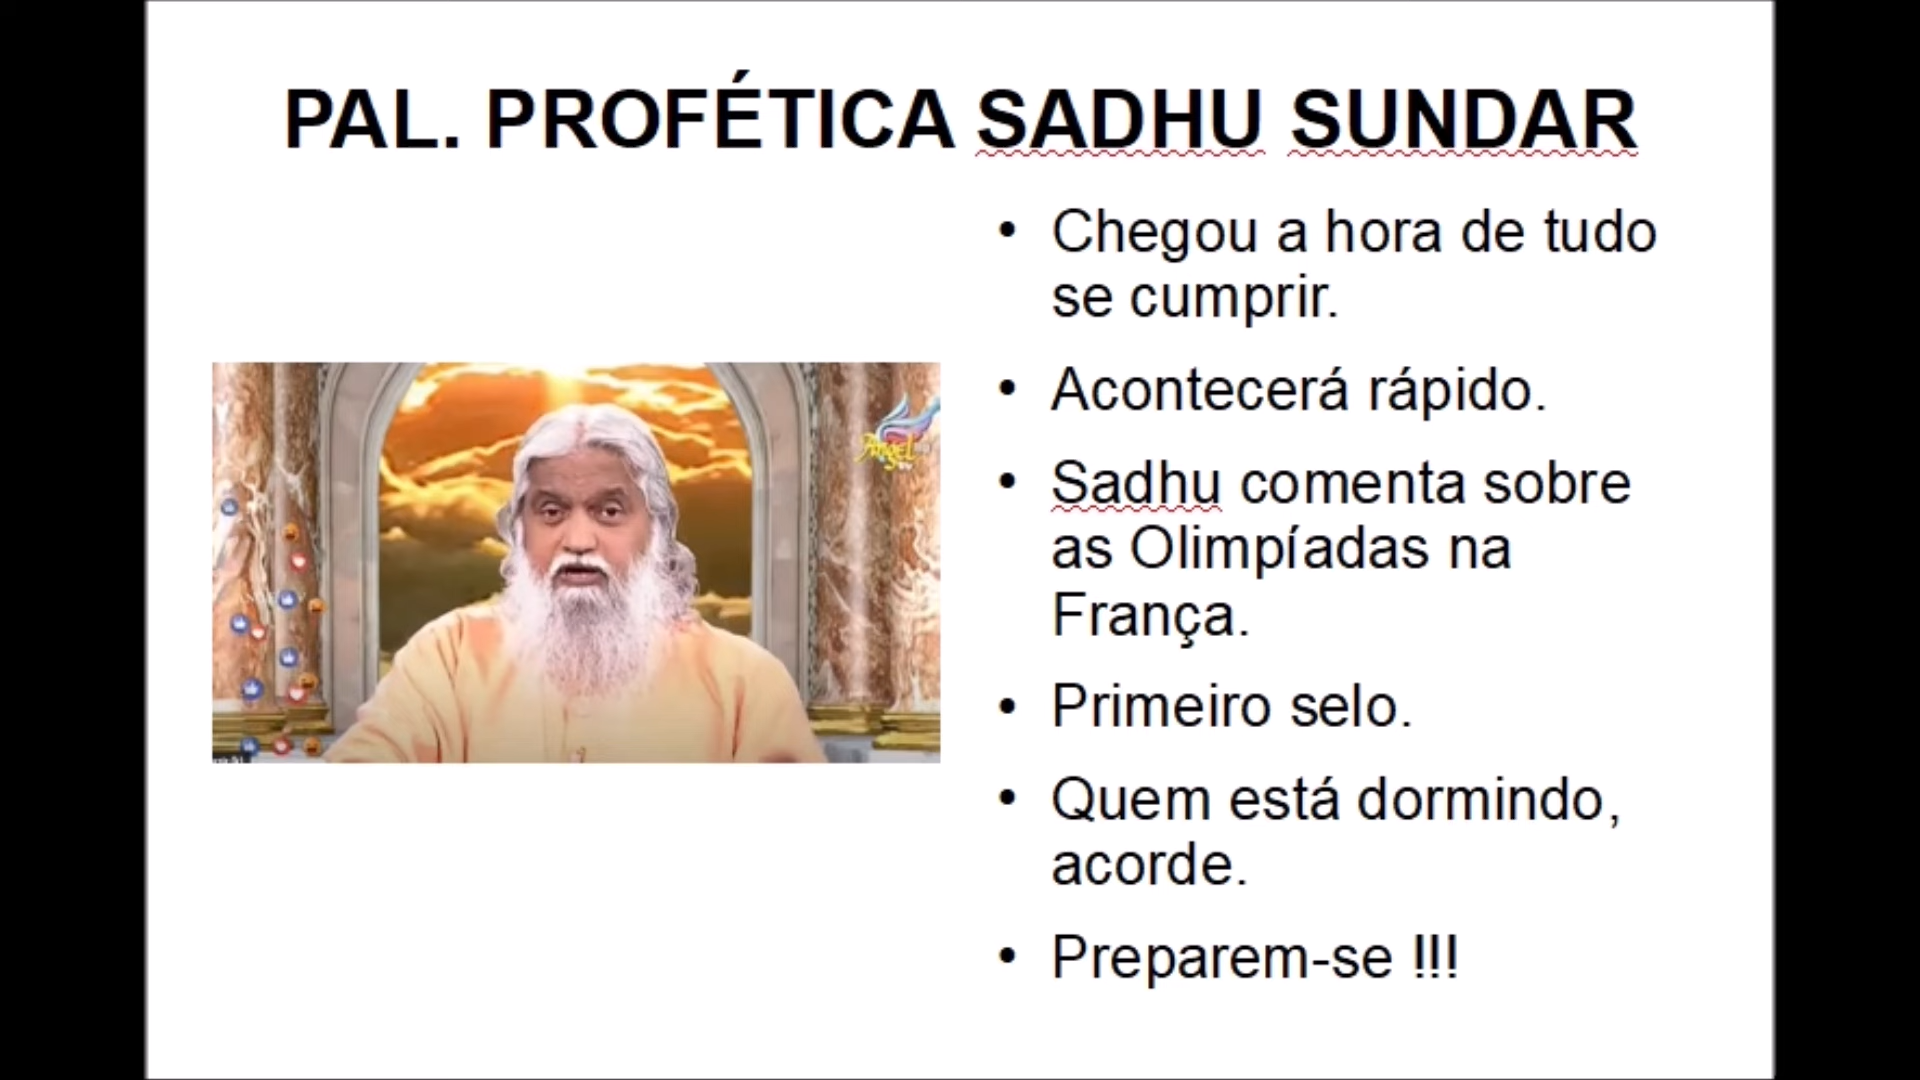 PAL. PROFÉTICA SADHU SUNDAR
• Chegou a hora de tudo
se cumprir.
• Acontecerá rápido.
• Sadhu comenta sobre
as Olimpíadas na
França.
• Primeiro selo.
• Quem está dormindo,
acorde.
• Preparem-se !!!
Angel